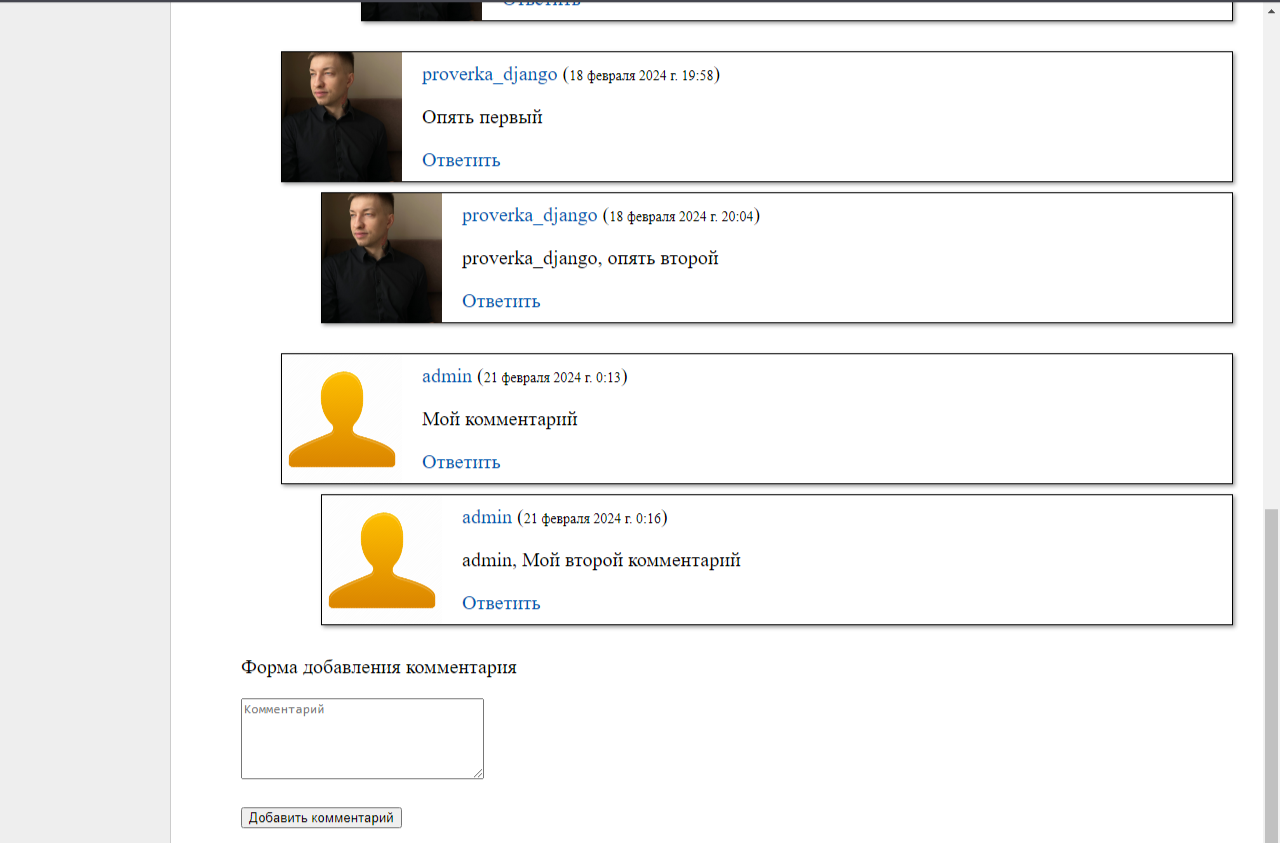 Ответить
proverka_django (18 февраля 2024 г. 19:58)
Опять первый
Ответить
proverka_django (18 февраля 2024 г. 20:04)
proverka_django, опять второй
Ответить
admin (21 февраля 2024 г. 0:13)
Мой комментарий
Ответить
admin (21 февраля 2024 г. 0:16)
admin, Мой второй комментарий
Ответить
Форма добавления комментария
Комментарий
Добавить комментарий